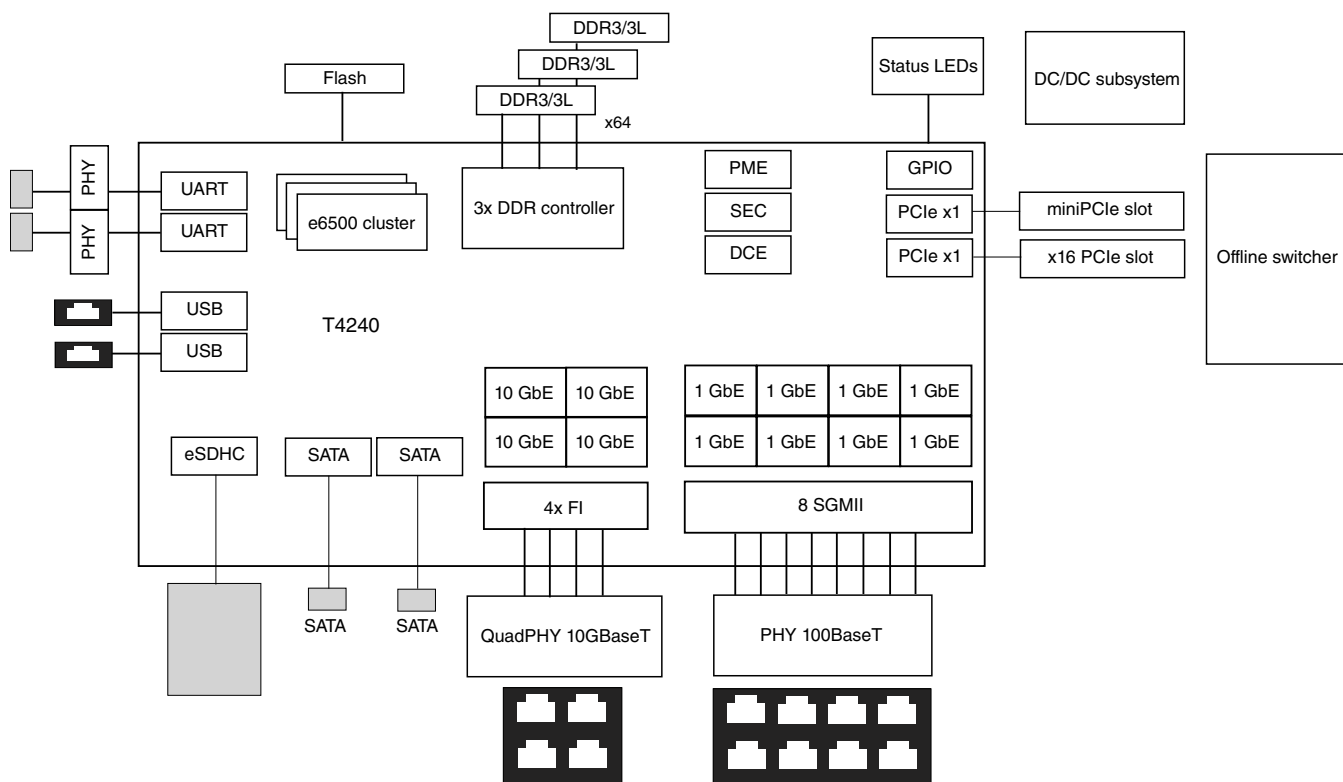 DDR3/3L
DDR3/3L
DDR3/3L
x64
Flash
Status LEDs
DC/DC subsystem
PHY
PHY
UART
UART
e6500 cluster
3x DDR controller
PME
SEC
DCE
GPIO
PCIe x1
PCIe x1
miniPCIe slot
x16 PCIe slot
Offline switcher
USB
USB
T4240
10 GbE
10 GbE
10 GbE
10 GbE
1 GbE
1 GbE
1 GbE
1 GbE
1 GbE
1 GbE
1 GbE
1 GbE
eSDHC
SATA
SATA
4x FI
8 SGMII
SATA
SATA
QuadPHY 10GBaseT
PHY 100BaseT